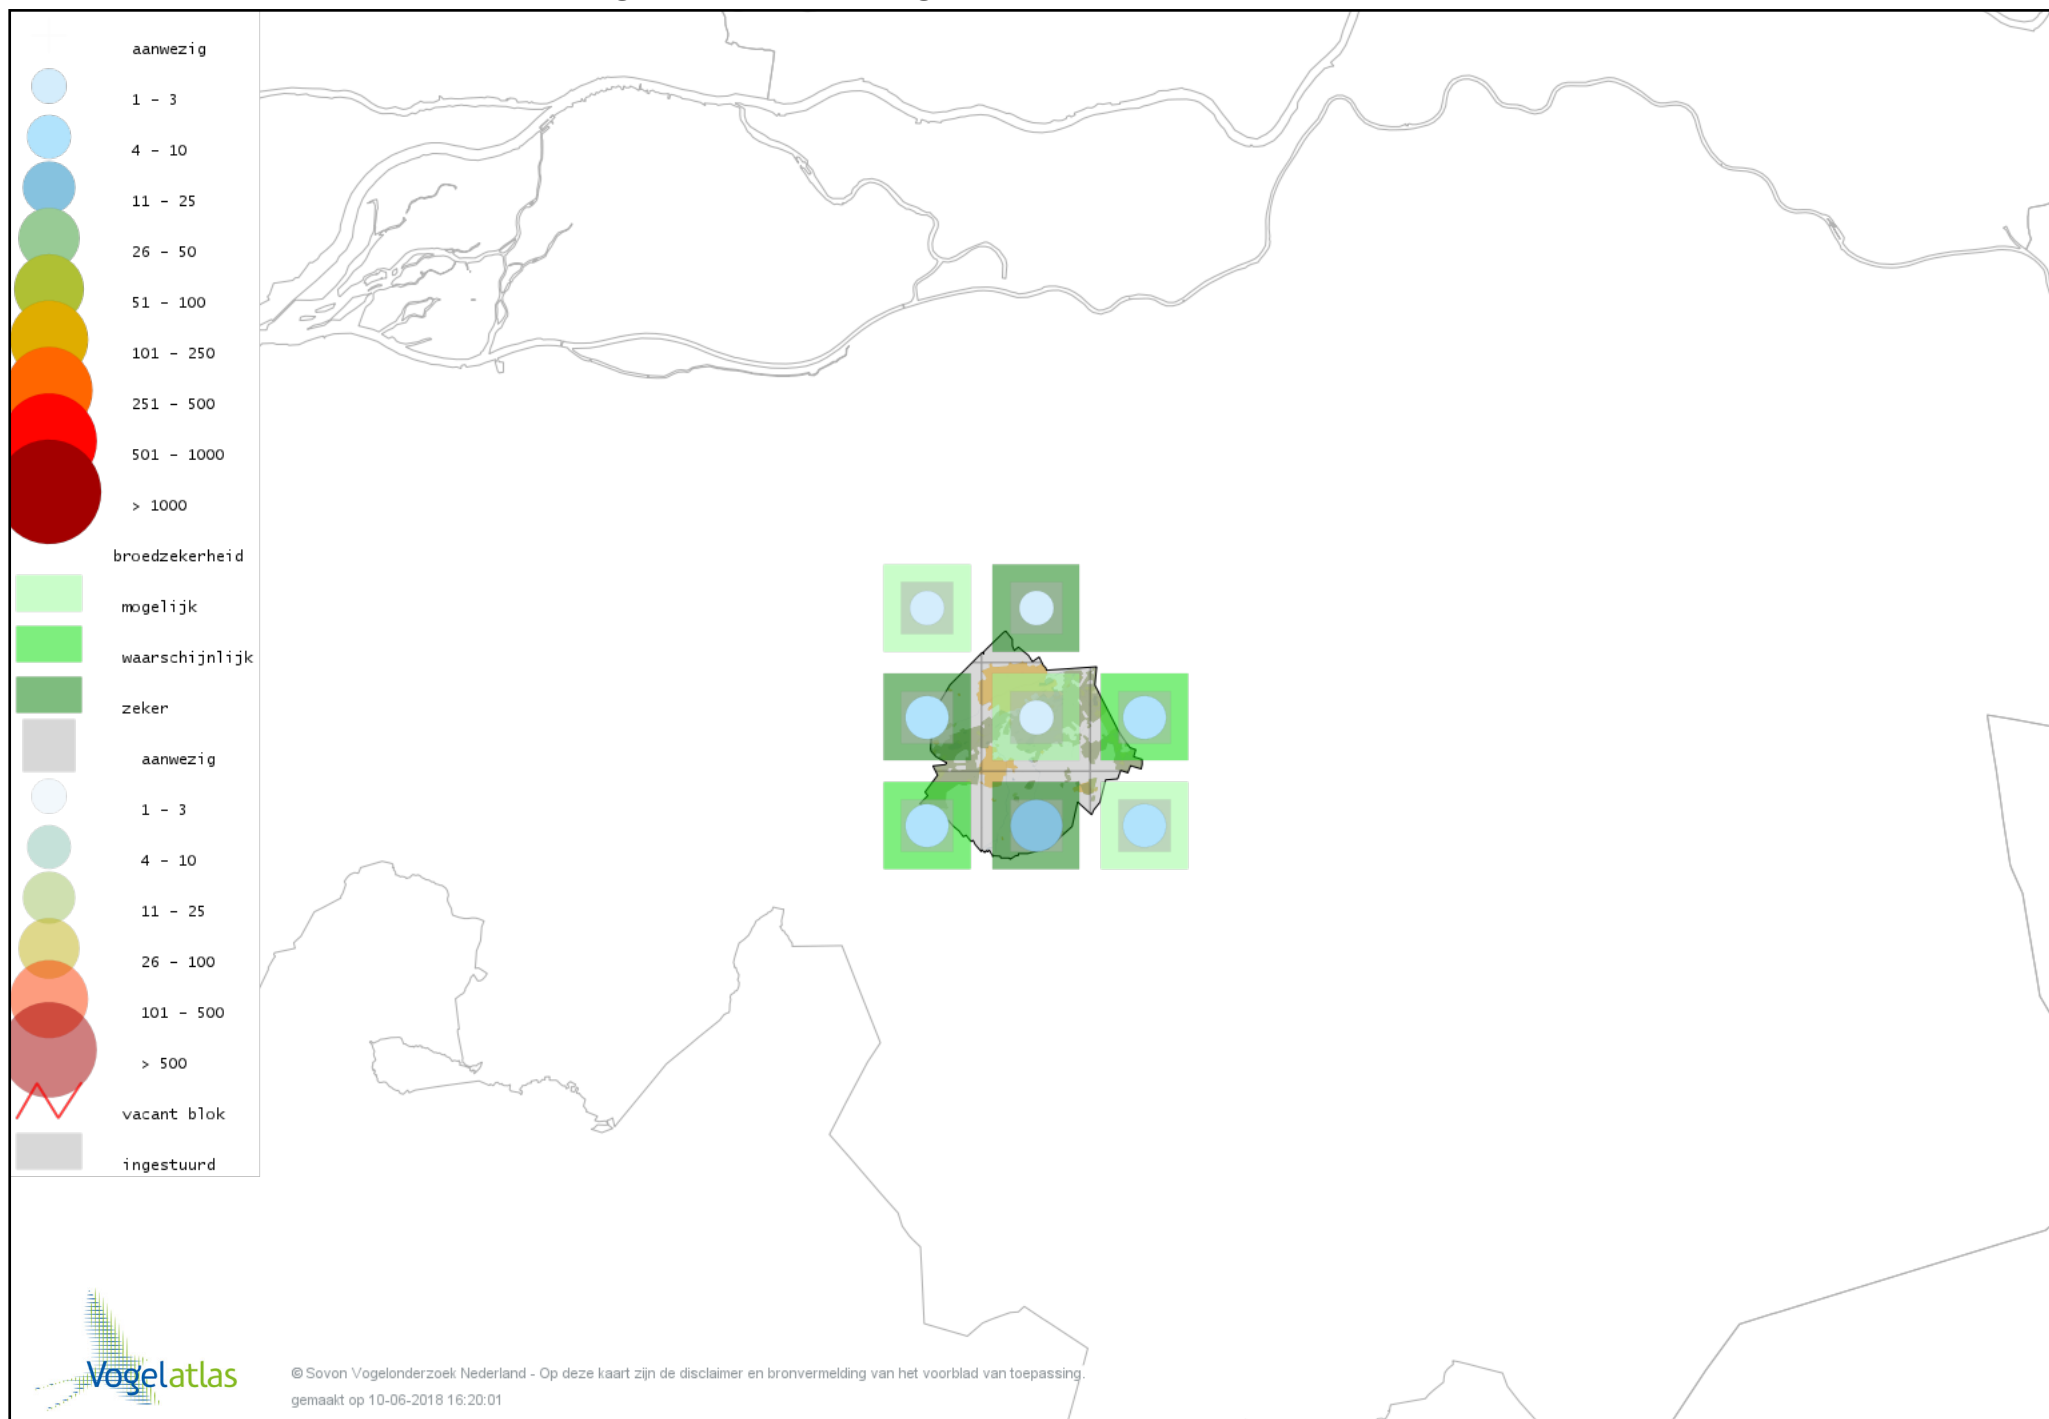 aanwezig
1 - 3
4 - 10
11 - 25
26 - 50
51 - 100
101 - 250
251 - 500
501 - 1000
> 1000
broedzekerheid
mogelijk
waarschijnlijk
zeker
aanwezig
1 - 3
4 - 10
11 - 25
26 - 100
101 - 500
> 500
vacant blok
ingestuurd
Vogelatlas
© Sovon Vogelonderzoek Nederland - Op deze kaart zijn de disclaimer en bronvermelding van het voorblad van toepassing.
gemaakt op 10-06-2018 16:20:01